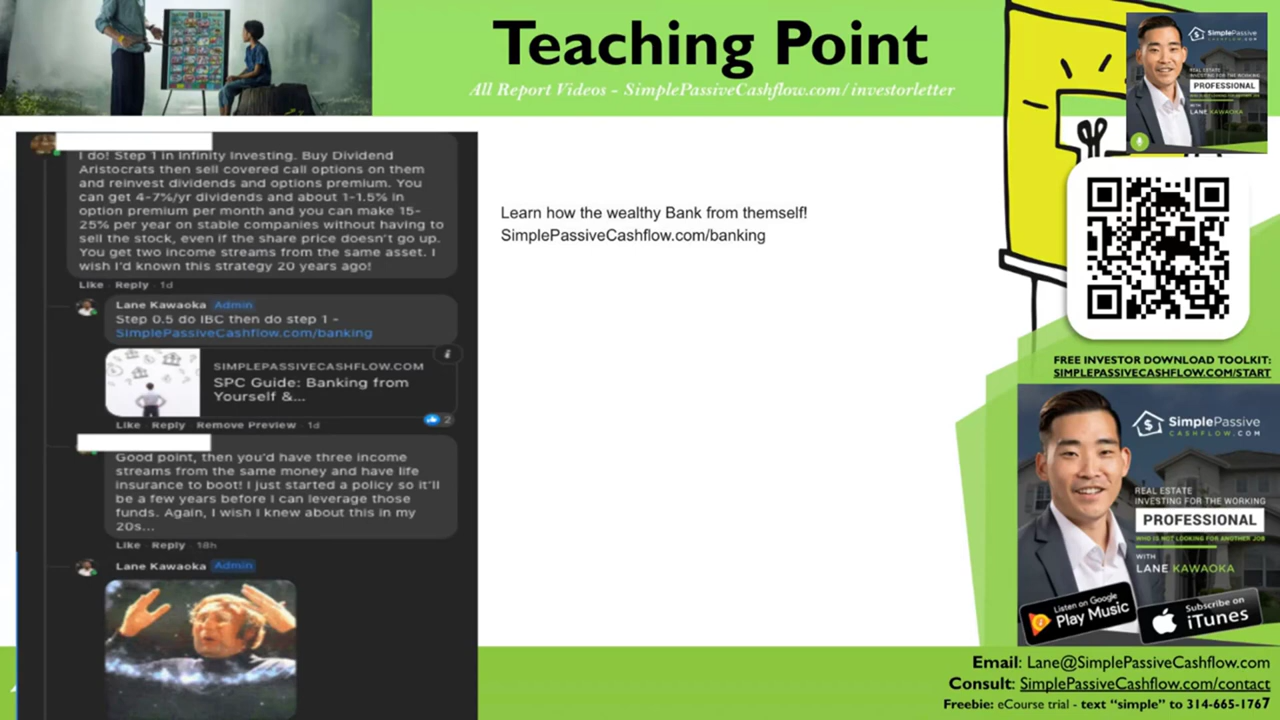 Teaching Point
All Report Videos - SimplePassiveCashflow.com/investorletter
I do! Step 1 in Infinity Investing. Buy Dividend
Aristocrats then sell covered call options on them
and reinvest dividends and options premium. You
can get 4-7%/yr dividends and about 1-1.5% in
option premium per month and you can make 15-
25% per year on stable companies without having to
sell the stock, even if the share price doesn't go up.
You get two income streams from the same asset. I
wish I'd known this strategy 20 years ago!
Like · Reply · 1d
Lane Kawaoka Admin
Step 0.5 do IBC then do step 1 -
SimplePassiveCashflow.com/banking
SIMPLEPASSIVECASHFLOW.COM
SPC Guide: Banking from
Yourself &...
Like · Reply · Remove Preview · 1d
2
Good point, then you'd have three income
streams from the same money and have life
insurance to boot! I just started a policy so it'll
be a few years before I can leverage those
funds. Again, I wish I knew about this in my
20s...
Like · Reply · 18h
Lane Kawaoka Admin
Learn how the wealthy Bank from themself!
SimplePassiveCashflow.com/banking
SimplePassive
CASHFLOW.COM
REAL ESTATE
INVESTING FOR THE WORKING
PROFESSIONAL
WITH
LANE KAWAOKA
FREE INVESTOR DOWNLOAD TOOLKIT:
SIMPLEPASSIVECASHFLOW.COM/START
SimplePassive
CASHFLOW.COM
REAL ESTATE
INVESTING FOR THE WORKING
PROFESSIONAL
WHO IS NOT LOOKING FOR ANOTHER JOB
WITH
LANE KAWAOKA
Listen on Google
Play Music
Subscribe on
iTunes
Email: Lane@SimplePassiveCashflow.com
Consult: SimplePassiveCashflow.com/contact
Freebie: eCourse trial - text "simple" to 314-665-1767